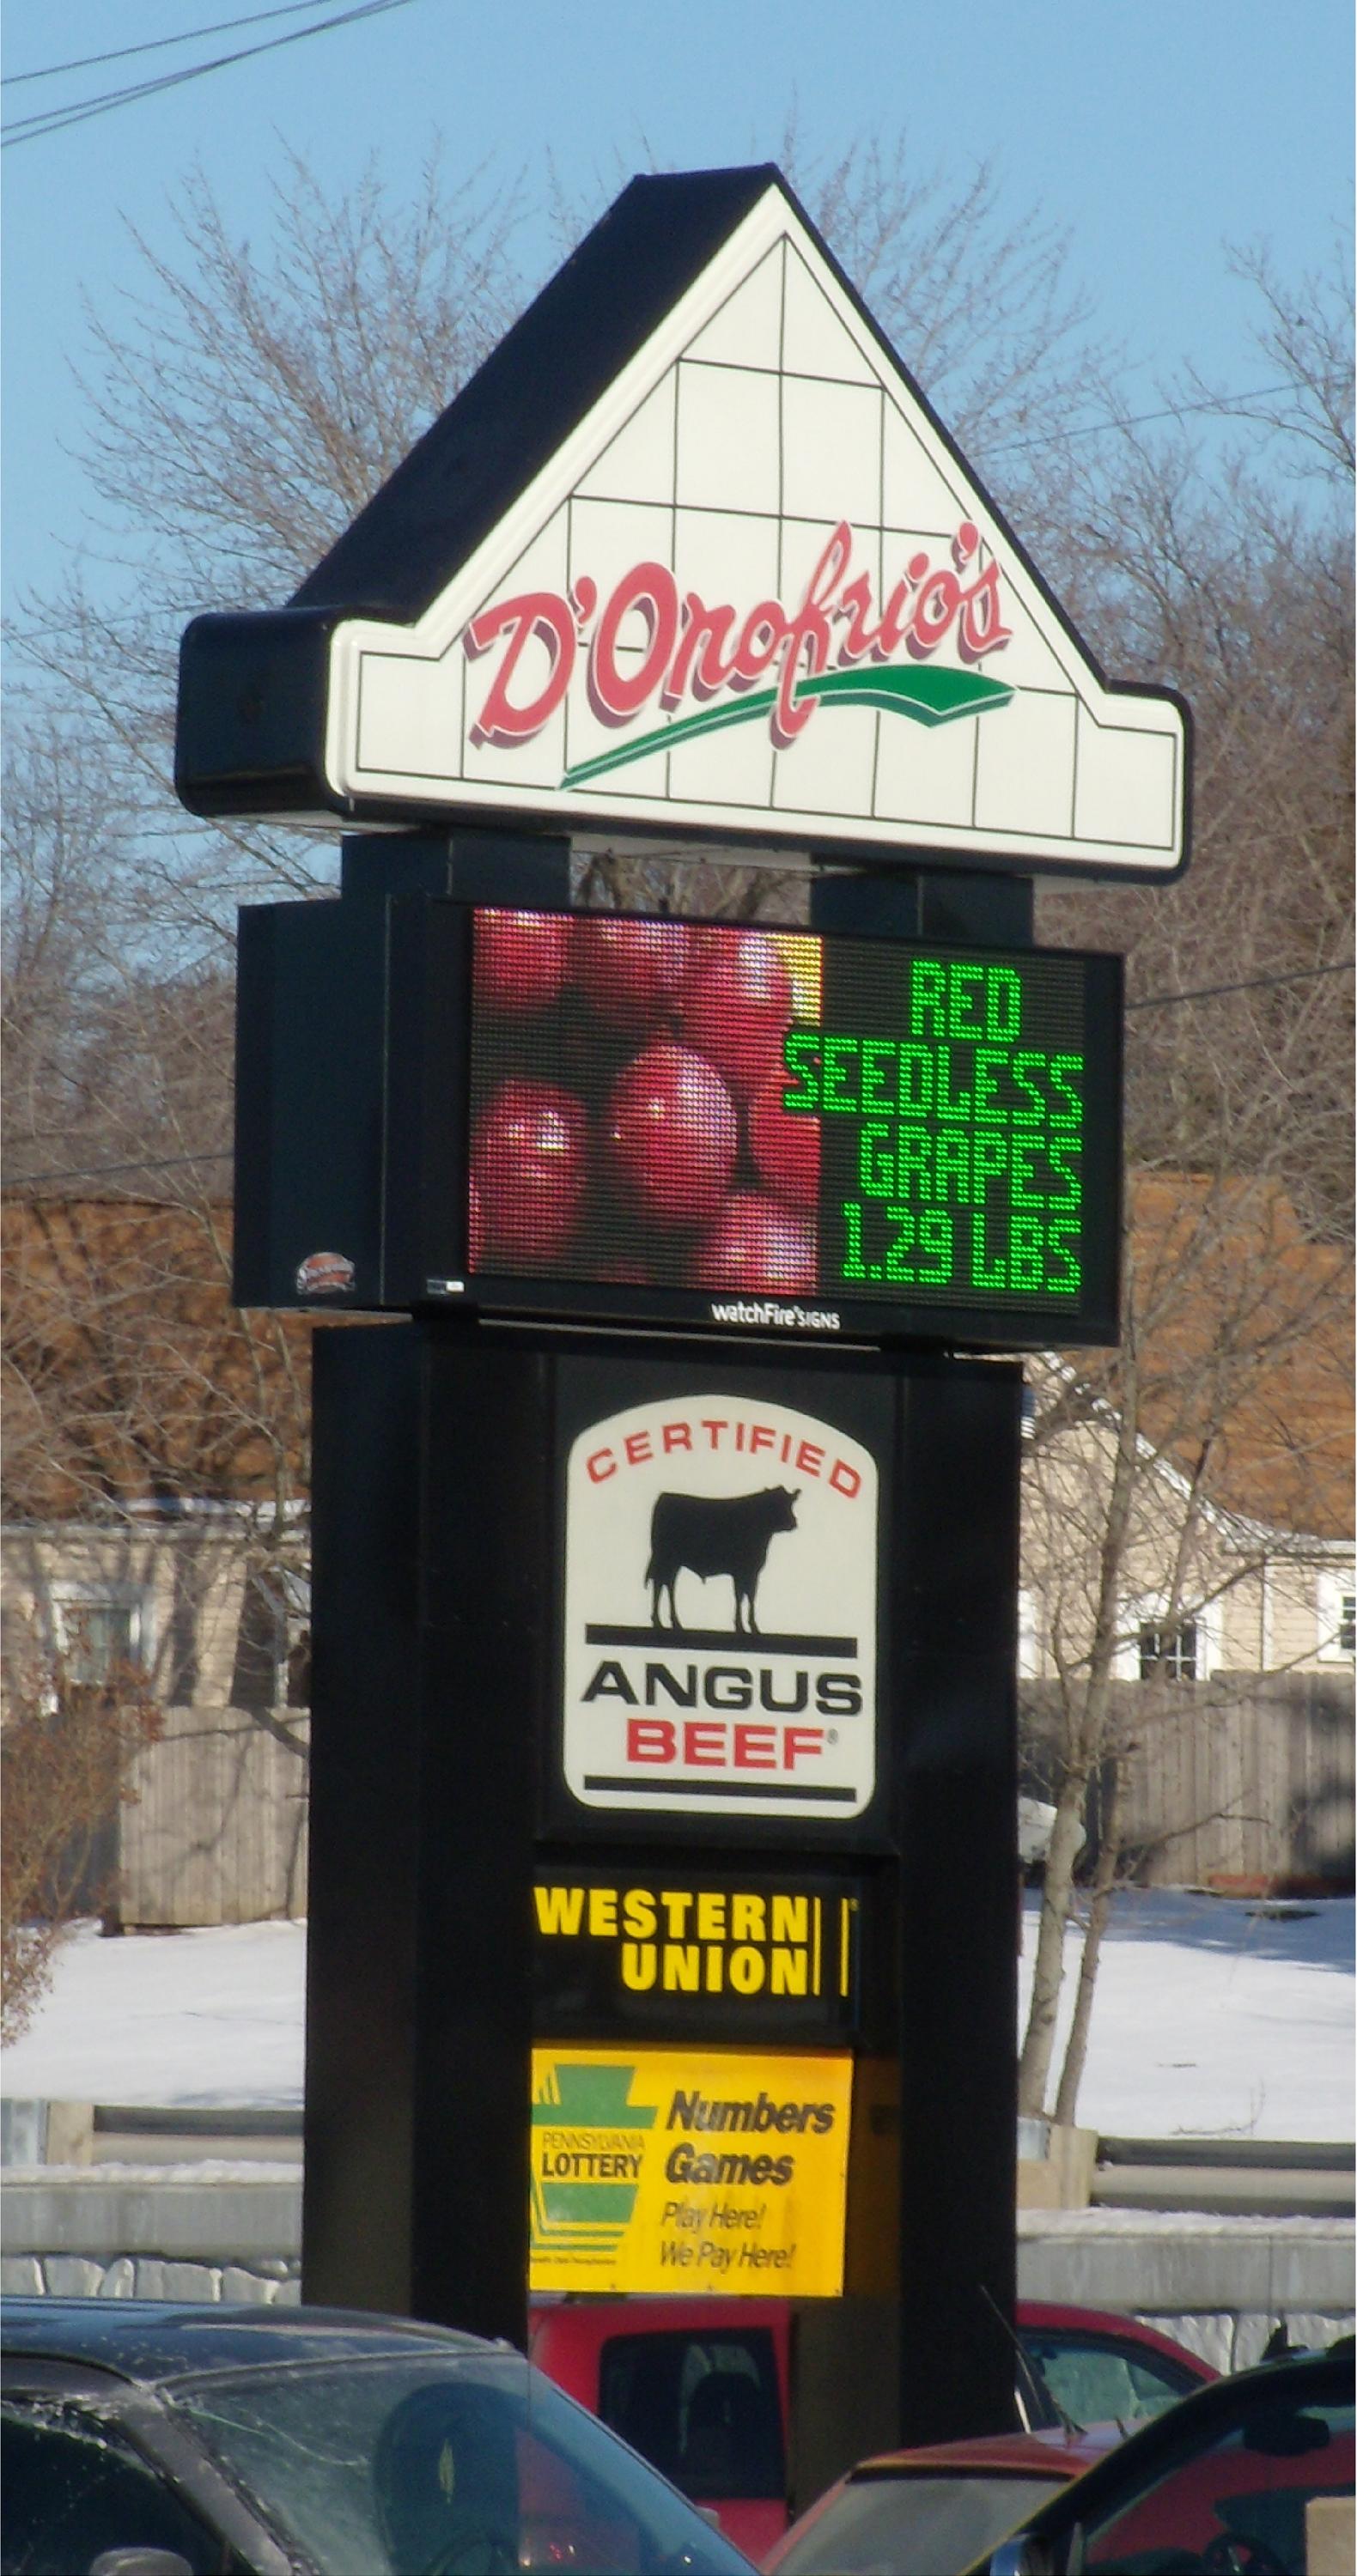 D'Onofrio's
RED
SEEDLESS
GRAPES
1.29 LBS
watchFire®SIGNS
CERTIFIED
ANGUS
BEEF®
WESTERN
UNION
PENNSYLVANIA
LOTTERY
Numbers
Games
Play Here!
We Pay Here!